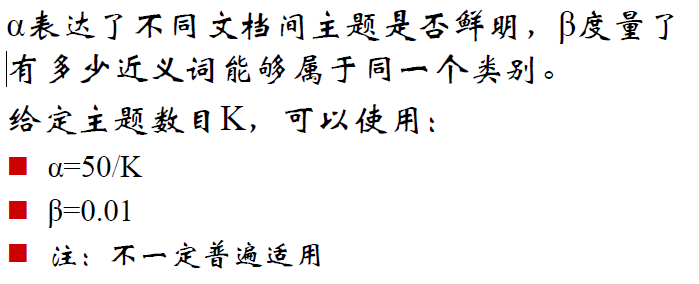 α表达了不同文档间主题是否鲜明，β度量了
有多少近义词能够属于同一个类别。
给定主题数目K，可以使用：
α=50/K
β=0.01
注：不一定普遍适用